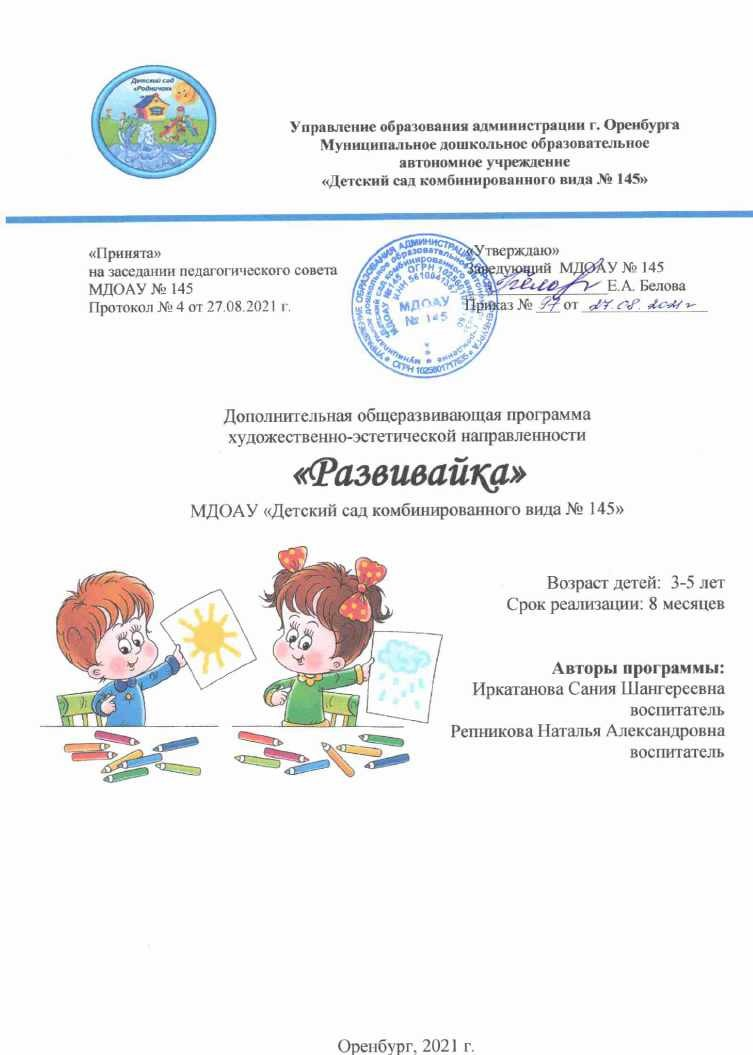 Детский сад
«Родничок»
Управление образования администрации г. Оренбурга
Муниципальное дошкольное образовательное
автономное учреждение
«Детский сад комбинированного вида № 145»
«Принята»
на заседании педагогического совета
МДОАУ № 145
Протокол № 4 от 27.08.2021 г.
«Утверждаю»
Заведующий МДОАУ № 145
Е.А. Белова
Приказ № 97 от 27.08.2021г
МДОАУ
№ 145
Дополнительная общеразвивающая программа
художественно-эстетической направленности
«Развивайка»
МДОАУ «Детский сад комбинированного вида № 145»
Возраст детей: 3-5 лет
Срок реализации: 8 месяцев
Авторы программы:
Иркатанова Сания Шангереевна
воспитатель
Репникова Наталья Александровна
воспитатель
Оренбург, 2021 г.